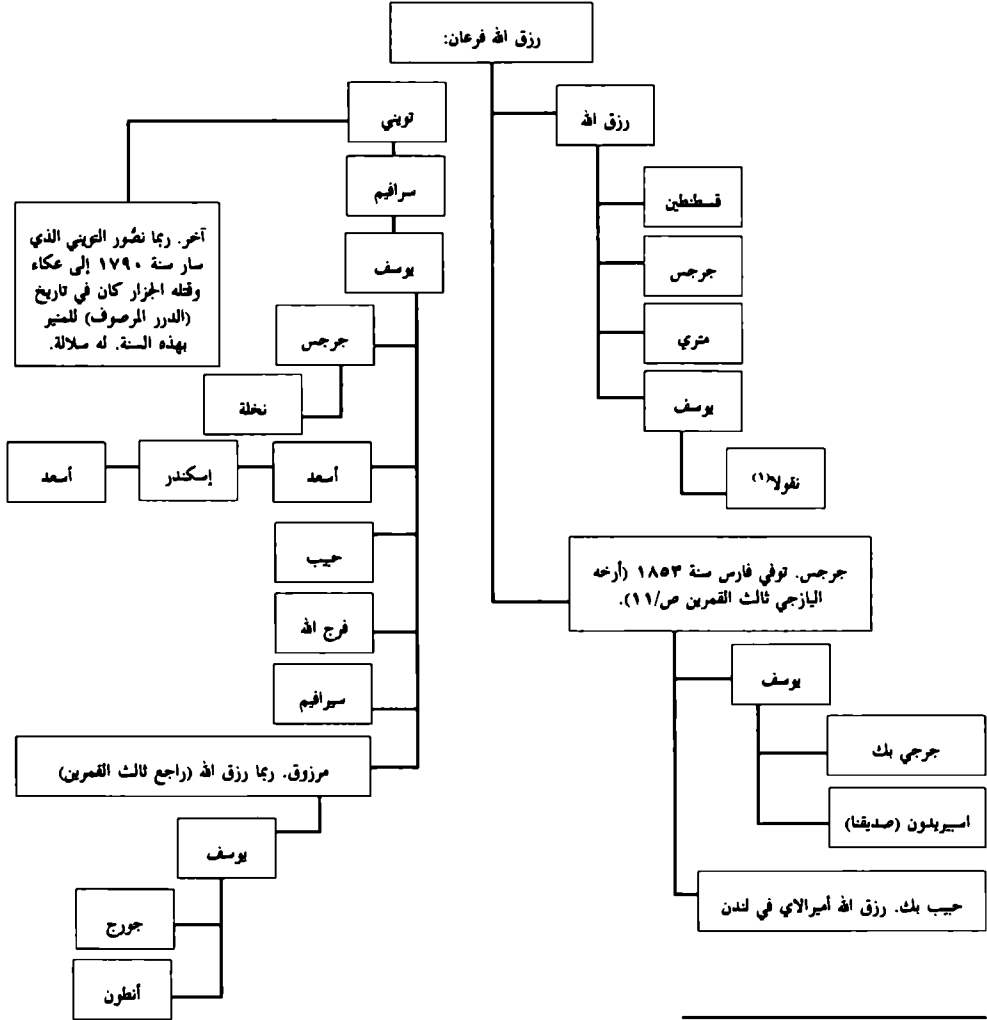 رزق الله فرعان:
رزق الله
قسطنطين
جرجس
متري
يوسف
نقولا(١)
جرجس. توفي فارس سنة ١٨٥٣ (أرخه
اليازجي ثالث القمرين ص/١١).
يوسف
جرجي بك
اسبيريدون (صديقنا)
حبيب بك. رزق الله أميرالاي في لندن
تويني
سرافيم
يوسف
آخر. ربما نصُّور التويني الذي
سار سنة ١٧٩٠ إلى عكاء
وقتله الجزار كان في تاريخ
(الدرر المرصوف) للمنير
بهذه السنة. له سلالة.
جرجس
نخلة
أسعد
إسكندر
أسعد
حبيب
فرج الله
سيرافيم
مرزوق. ربما رزق الله (راجع ثالث القمرين)
يوسف
جورج
أنطون